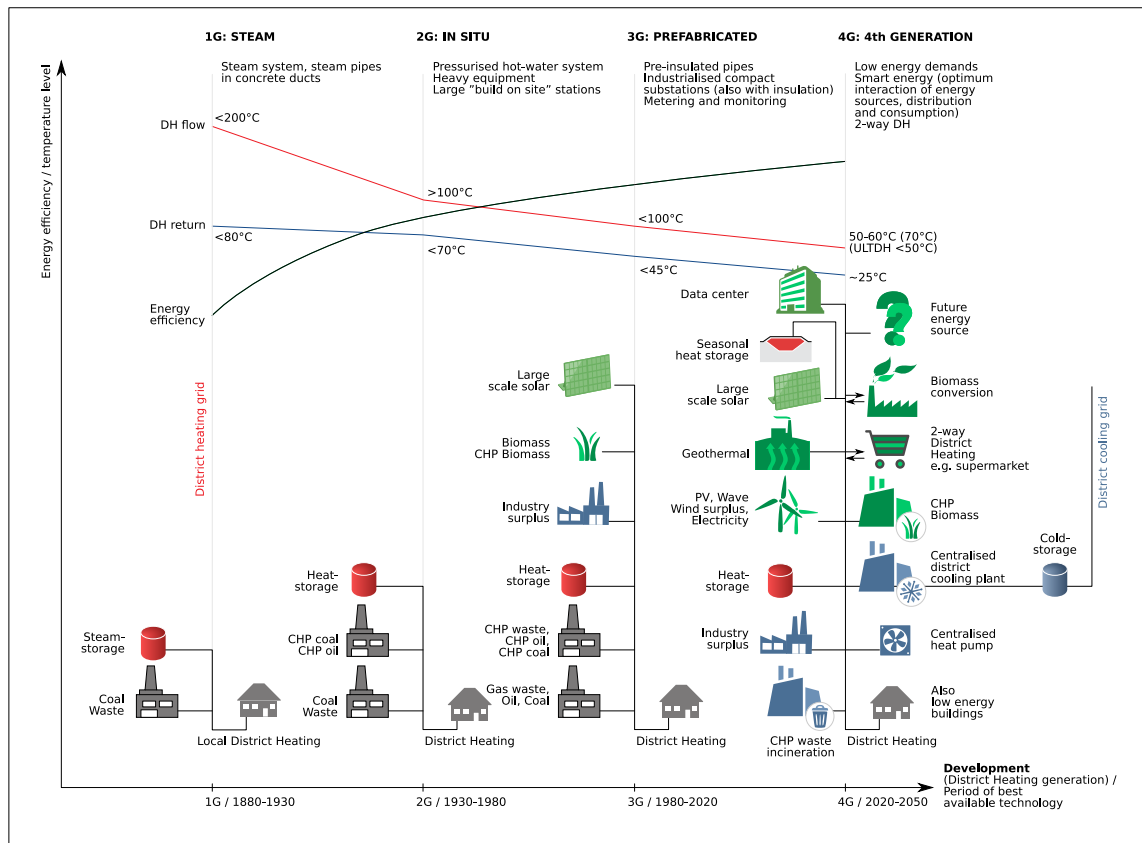 1G: STEAM
Steam system, steam pipes
in concrete ducts
2G: IN SITU
Pressurised hot-water system
Heavy equipment
Large "build on site" stations
3G: PREFABRICATED
Pre-insulated pipes
Industrialised compact
substations (also with insulation)
Metering and monitoring
4G: 4th GENERATION
Low energy demands
Smart energy (optimum
interaction of energy
sources, distribution
and consumption)
2-way DH
Energy efficiency / temperature level
DH flow
<200°C
>100°C
<100°C
50-60°C (70°C)
(ULTDH <50°C)
DH return
<80°C
<70°C
<45°C
~25°C
Energy
efficiency
District heating grid
Steam-
storage
Coal
Waste
Local District Heating
Heat-
storage
CHP coal
CHP oil
Coal
Waste
District Heating
Large
scale solar
Biomass
CHP Biomass
Industry
surplus
Heat-
storage
CHP waste,
CHP oil,
CHP coal
Gas waste,
Oil, Coal
District Heating
Data center
Seasonal
heat storage
Large
scale solar
Geothermal
PV, Wave
Wind surplus,
Electricity
Heat-
storage
Industry
surplus
CHP waste
incineration
Future
energy
source
Biomass
conversion
2-way
District
Heating
e.g. supermarket
CHP
Biomass
Centralised
district
cooling plant
Centralised
heat pump
Also
low energy
buildings
District Heating
Cold-
storage
District cooling grid
1G / 1880–1930
2G / 1930–1980
3G / 1980–2020
4G / 2020–2050
Development
(District Heating generation) /
Period of best
available technology